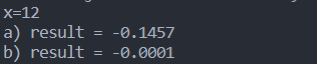 x=12
a) result = -0.1457
b) result = -0.0001